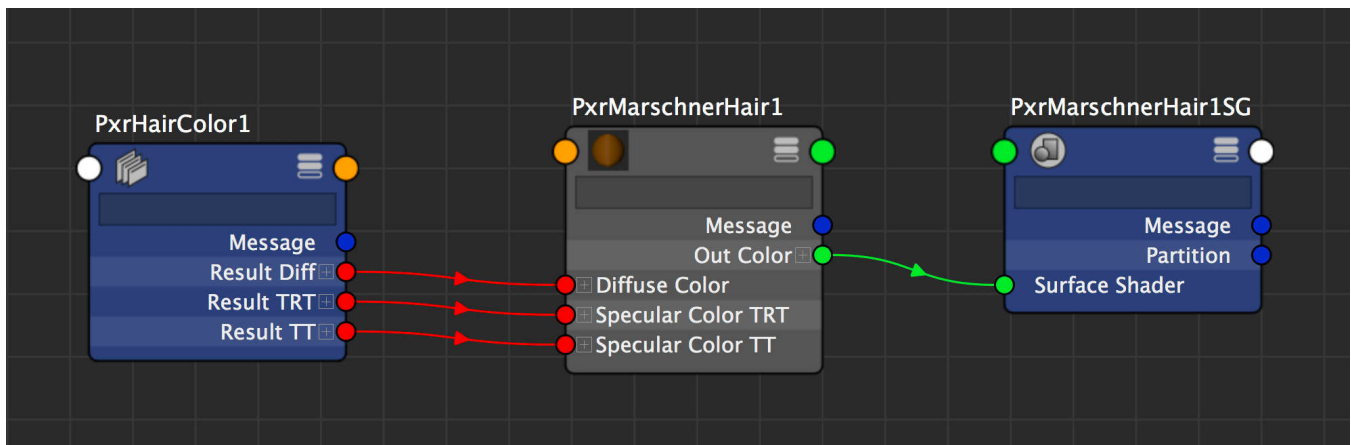 PxrHairColor1
Message
Result Diff
Result TRT
Result TT
PxrMarschnerHair1
Message
Out Color
Diffuse Color
Specular Color TRT
Specular Color TT
PxrMarschnerHair1SG
Message
Partition
Surface Shader